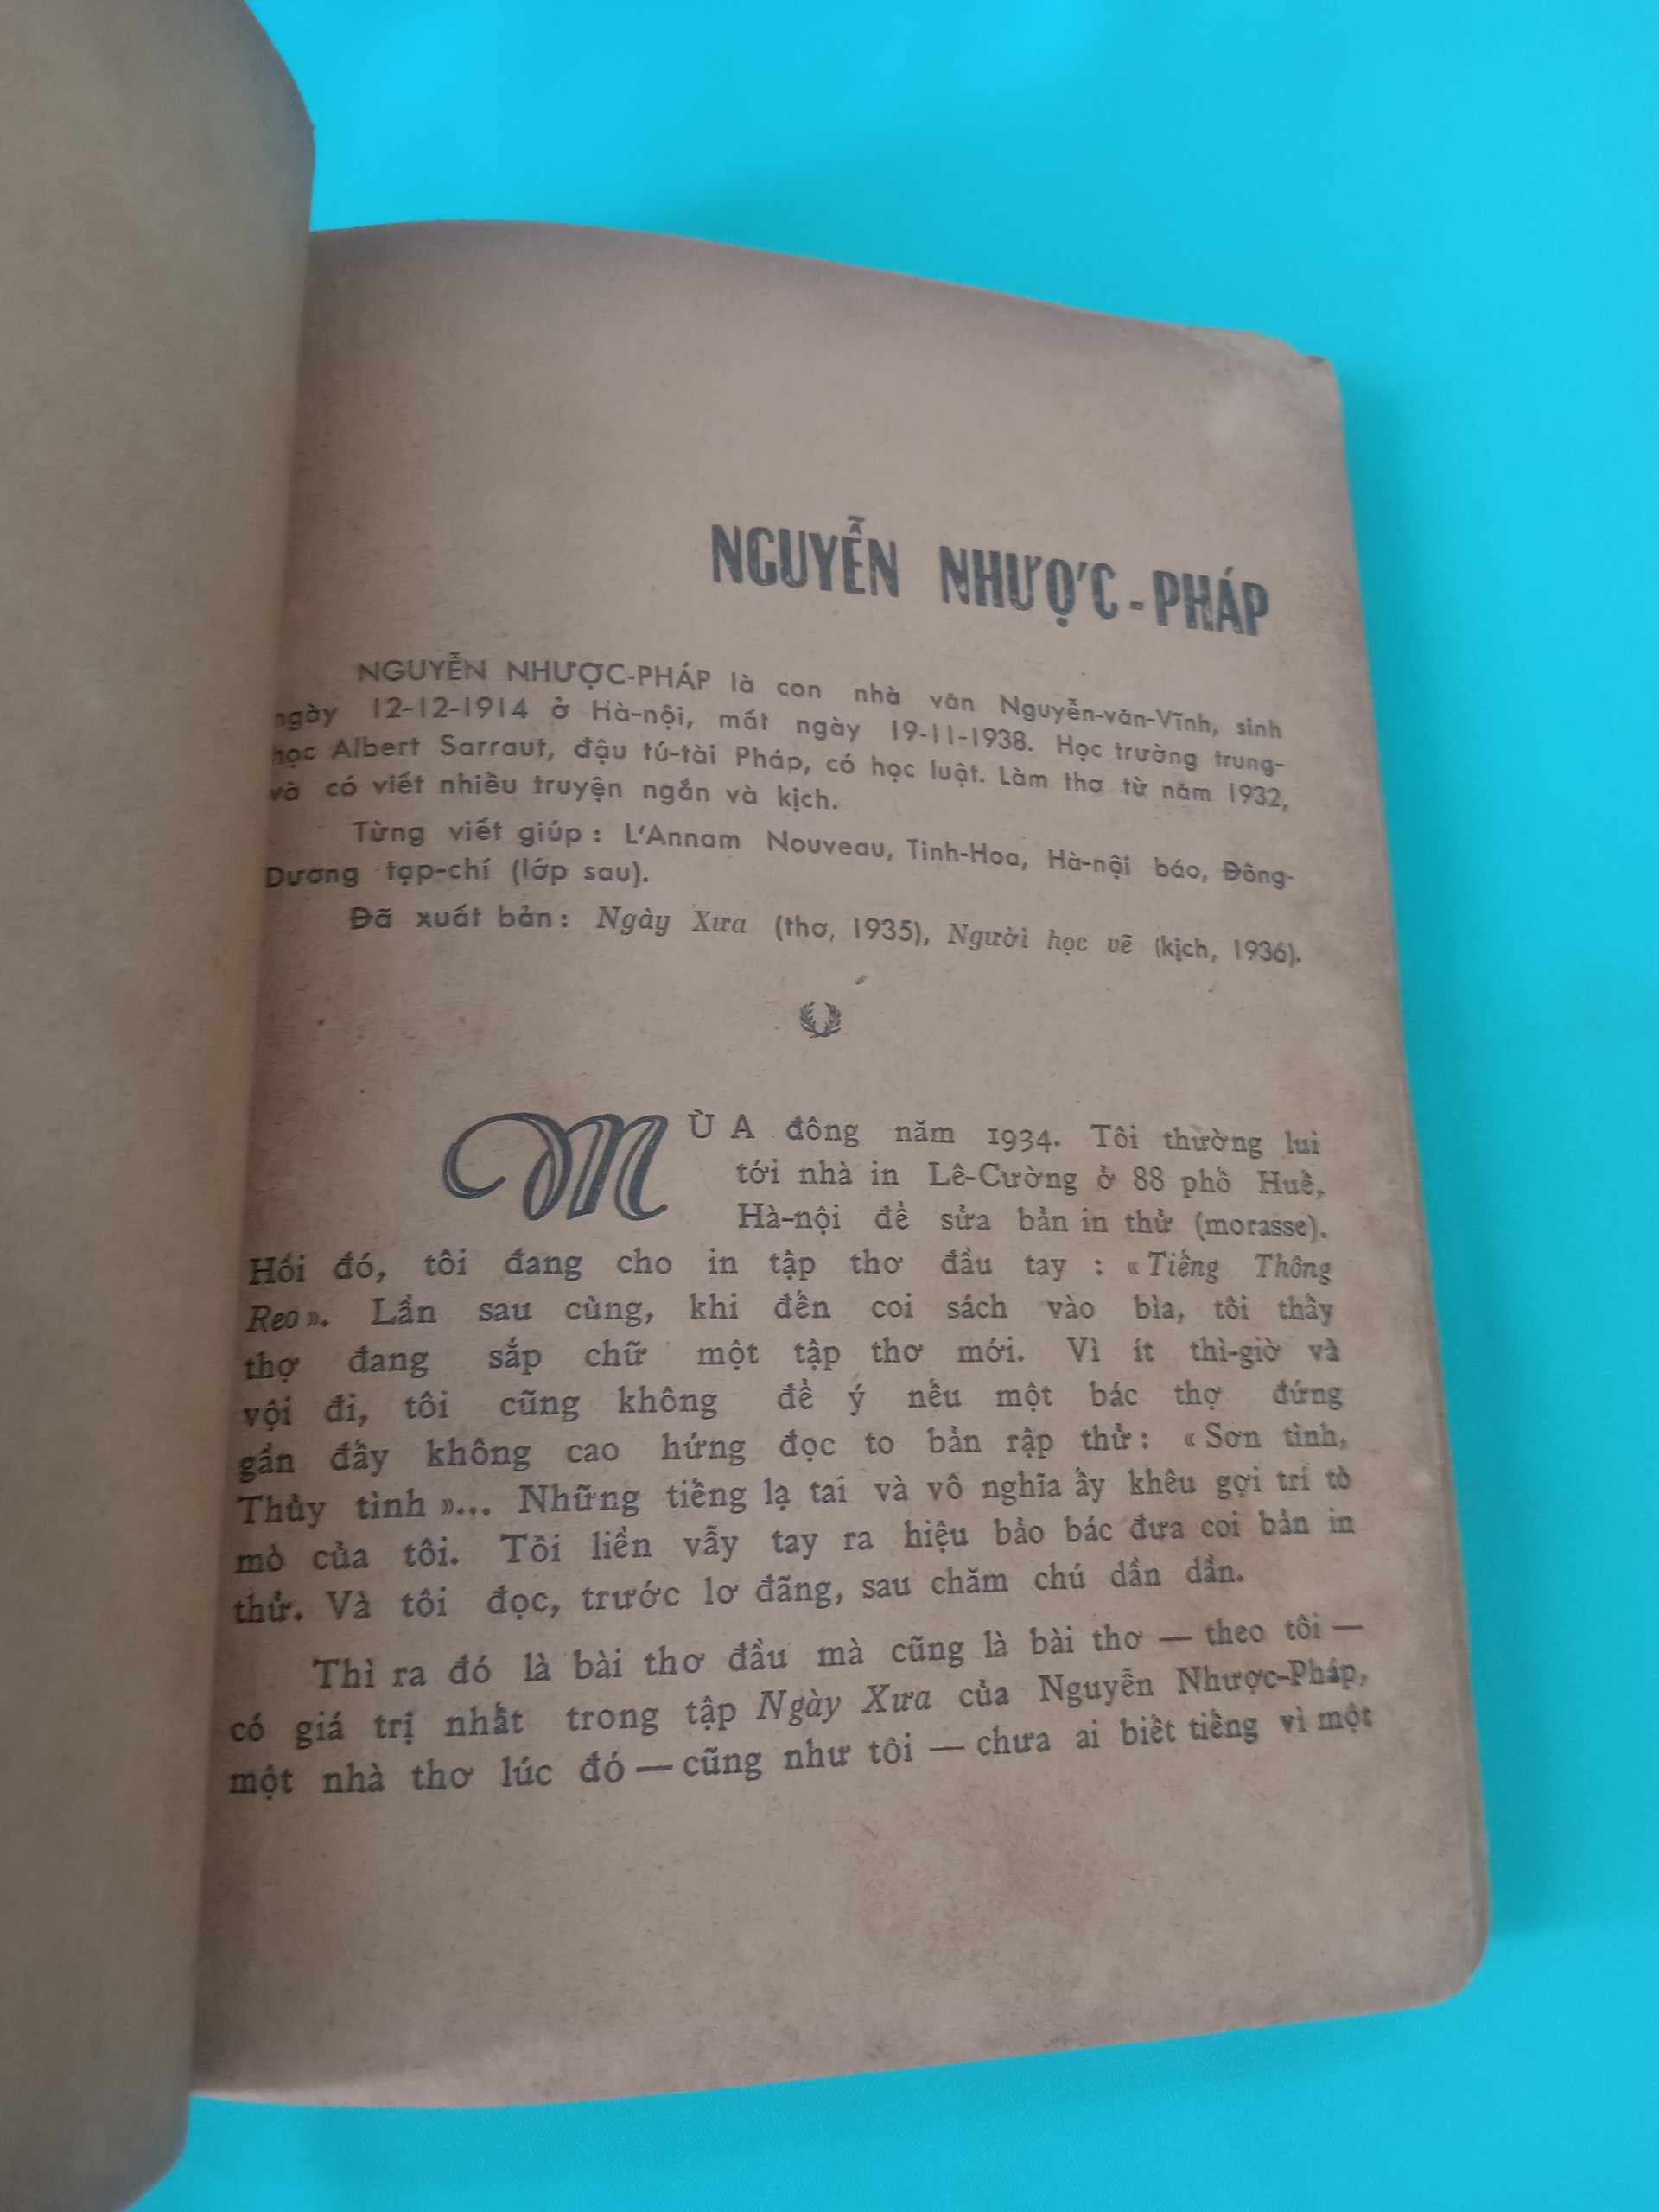 NGUYỄN NHƯỢC-PHÁP
NGUYỄN NHƯỢC-PHÁP là con nhà văn Nguyễn-văn-Vĩnh, sinh
ngày 12-12-1914 ở Hà-nội, mất ngày 19-11-1938. Học trường trung-
học Albert Sarraut, đậu tú-tài Pháp, có học luật. Làm thơ từ năm 1932,
và có viết nhiều truyện ngắn và kịch.
Từng viết giúp : L'Annam Nouveau, Tinh-Hoa, Hà-nội báo, Đông-
Dương tạp-chí (lớp sau).
Đã xuất bản : Ngày Xưa (thơ, 1935), Người học vẽ (kịch, 1936).
MÙA đông năm 1934. Tôi thường lui
tới nhà in Lê-Cường ở 88 phố Huế,
Hà-nội để sửa bản in thử (morasse).
Hồi đó, tôi đang cho in tập thơ đầu tay : « Tiếng Thông
Reo ». Lần sau cùng, khi đến coi sách vào bìa, tôi thấy
thợ đang sắp chữ một tập thơ mới. Vì ít thì-giờ và
vội đi, tôi cũng không để ý nếu một bác thợ đứng
gần đấy không cao hứng đọc to bản rập thử : « Sơn tinh,
Thủy tinh »... Những tiếng lạ tai và vô nghĩa ấy khêu gợi trí tò
mò của tôi. Tôi liền vẫy tay ra hiệu bảo bác đưa coi bản in
thử. Và tôi đọc, trước lơ đãng, sau chăm chú dần dần.
Thì ra đó là bài thơ đầu mà cũng là bài thơ — theo tôi —
có giá trị nhất trong tập Ngày Xưa của Nguyễn Nhược-Pháp,
một nhà thơ lúc đó — cũng như tôi — chưa ai biết tiếng vì một